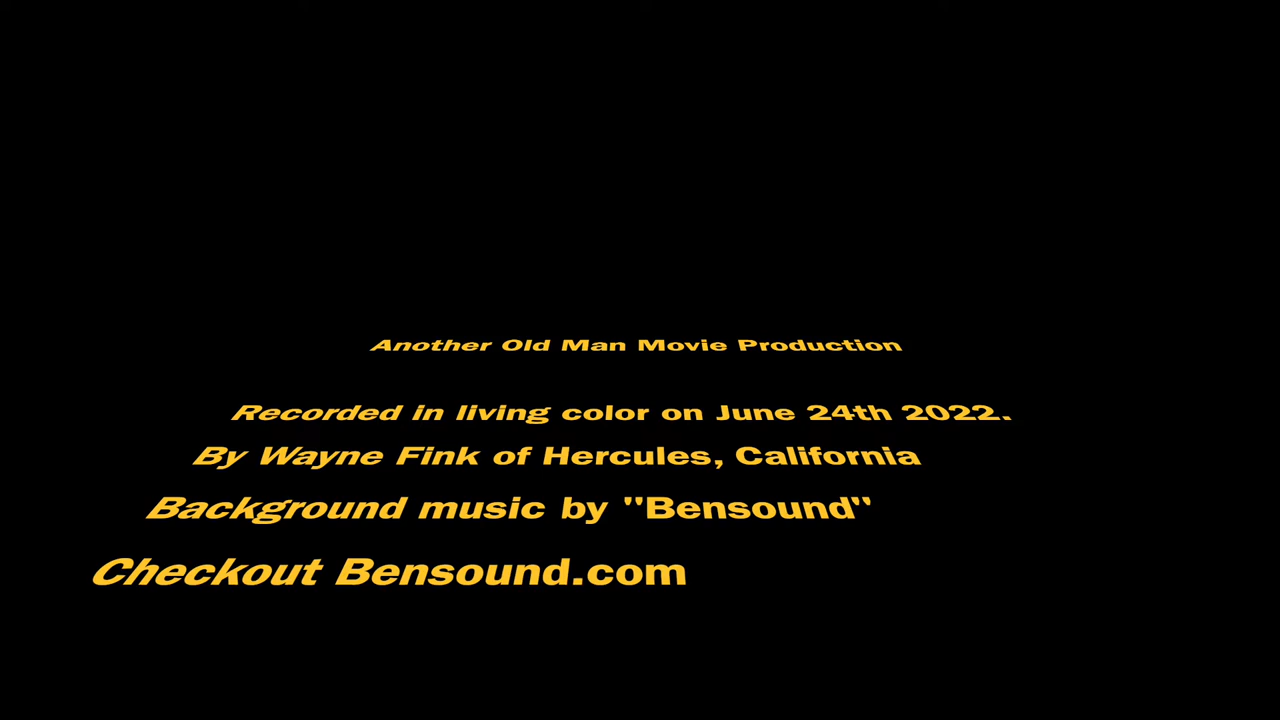 Another Old Man Movie Production
Recorded in living color on June 24th 2022.
By Wayne Fink of Hercules, California
Background music by "Bensound"
Checkout Bensound.com